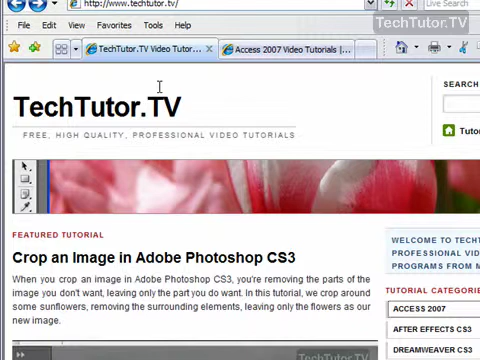 http://www.techtutor.tv/
TechTutor.TV
File Edit View Favorites Tools Help
TechTutor.TV Video Tutor... Access 2007 Video Tutorials |...
SEARCH
TechTutor.TV
Tuto
FREE, HIGH QUALITY, PROFESSIONAL VIDEO TUTORIALS
FEATURED TUTORIAL
WELCOME TO TECHT
Crop an Image in Adobe Photoshop CS3
PROFESSIONAL VIDEO
PROGRAMS FROM M
When you crop an image in Adobe Photoshop CS3, you're removing the parts of the
image you don't want, leaving only the part you do want. In this tutorial, we crop around
some sunflowers, removing the surrounding elements, leaving only the flowers as our
new image.
TUTORIAL CATEGORIE
ACCESS 2007
AFTER EFFECTS CS3
DREAMWEAVER CS3
TechTutor.TV